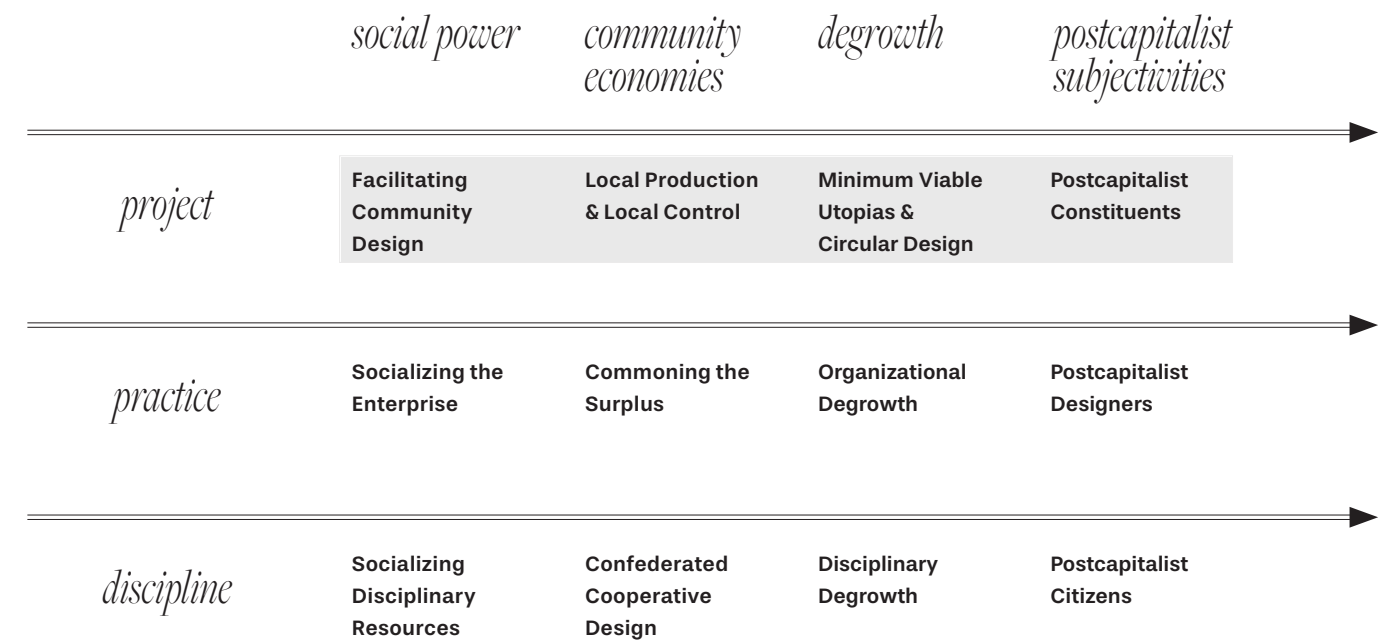 social power
community
economies
degrowth
postcapitalist
subjectivities
project
Facilitating
Community
Design
Local Production
& Local Control
Minimum Viable
Utopias &
Circular Design
Postcapitalist
Constituents
practice
Socializing the
Enterprise
Commoning the
Surplus
Organizational
Degrowth
Postcapitalist
Designers
discipline
Socializing
Disciplinary
Resources
Confederated
Cooperative
Design
Disciplinary
Degrowth
Postcapitalist
Citizens